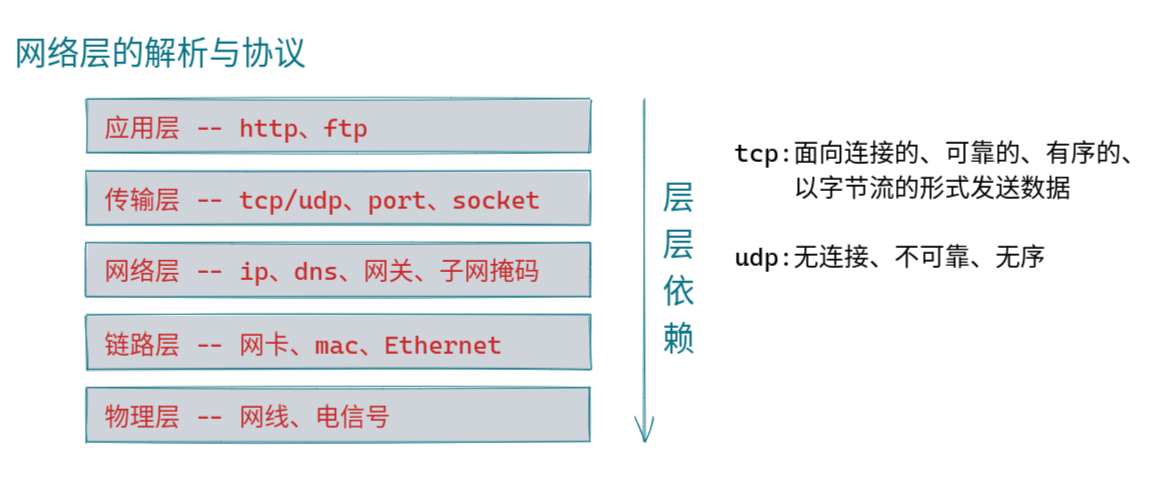 网络层的解析与协议
应用层 -- http、ftp
传输层 -- tcp/udp、port、socket
网络层 -- ip、dns、网关、子网掩码
链路层 -- 网卡、mac、Ethernet
物理层 -- 网线、电信号
层
层
依
赖
tcp:面向连接的、可靠的、有序的、
以字节流的形式发送数据
udp:无连接、不可靠、无序